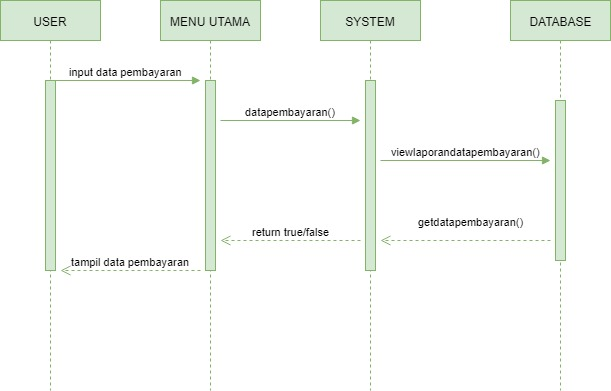 USER
MENU UTAMA
SYSTEM
DATABASE
input data pembayaran
datapembayaran()
viewlaporandatapembayaran()
getdatapembayaran()
return true/false
tampil data pembayaran